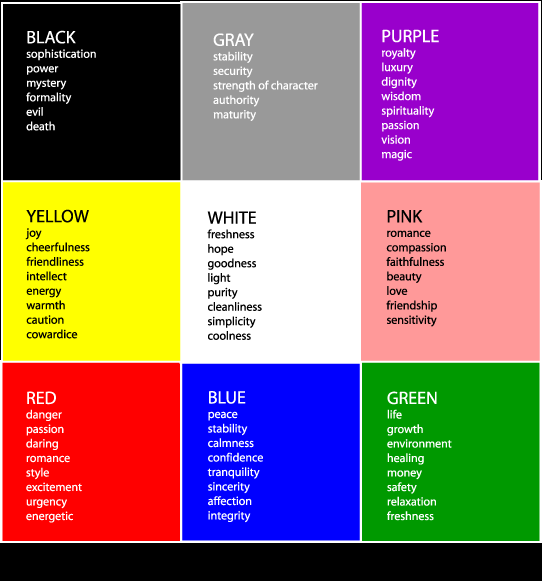 BLACK
sophistication
power
mystery
formality
evil
death
GRAY
stability
security
strength of character
authority
maturity
PURPLE
royalty
luxury
dignity
wisdom
spirituality
passion
vision
magic
YELLOW
joy
cheerfulness
friendliness
intellect
energy
warmth
caution
cowardice
WHITE
freshness
hope
goodness
light
purity
cleanliness
simplicity
coolness
PINK
romance
compassion
faithfulness
beauty
love
friendship
sensitivity
RED
danger
passion
daring
romance
style
excitement
urgency
energetic
BLUE
peace
stability
calmness
confidence
tranquility
sincerity
affection
integrity
GREEN
life
growth
environment
healing
money
safety
relaxation
freshness